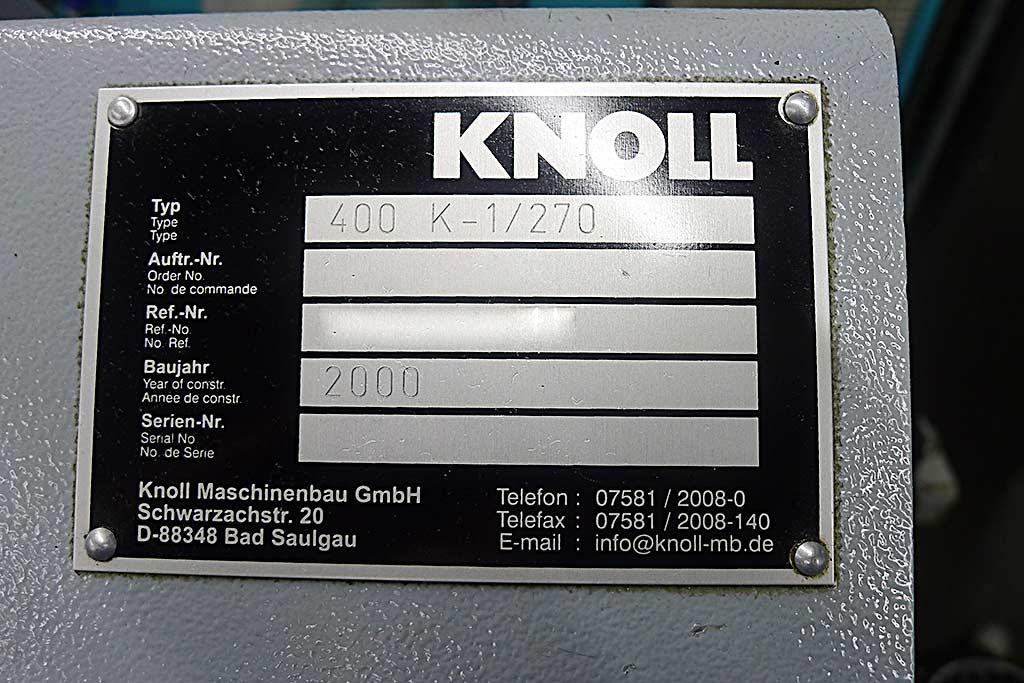 KNOLL
Typ
Type
Type
400 K-1/270
Auftr.-Nr.
Order No.
No. de commande
Ref.-Nr.
Ref.-No.
No. Ref.
Baujahr
Year of constr.
Annee de constr.
2000
Serien-Nr.
Serial No
No. de Serie
Knoll Maschinenbau GmbH
Schwarzachstr. 20
D-88348 Bad Saulgau
Telefon : 07581 / 2008-0
Telefax : 07581 / 2008-140
E-mail : info@knoll-mb.de